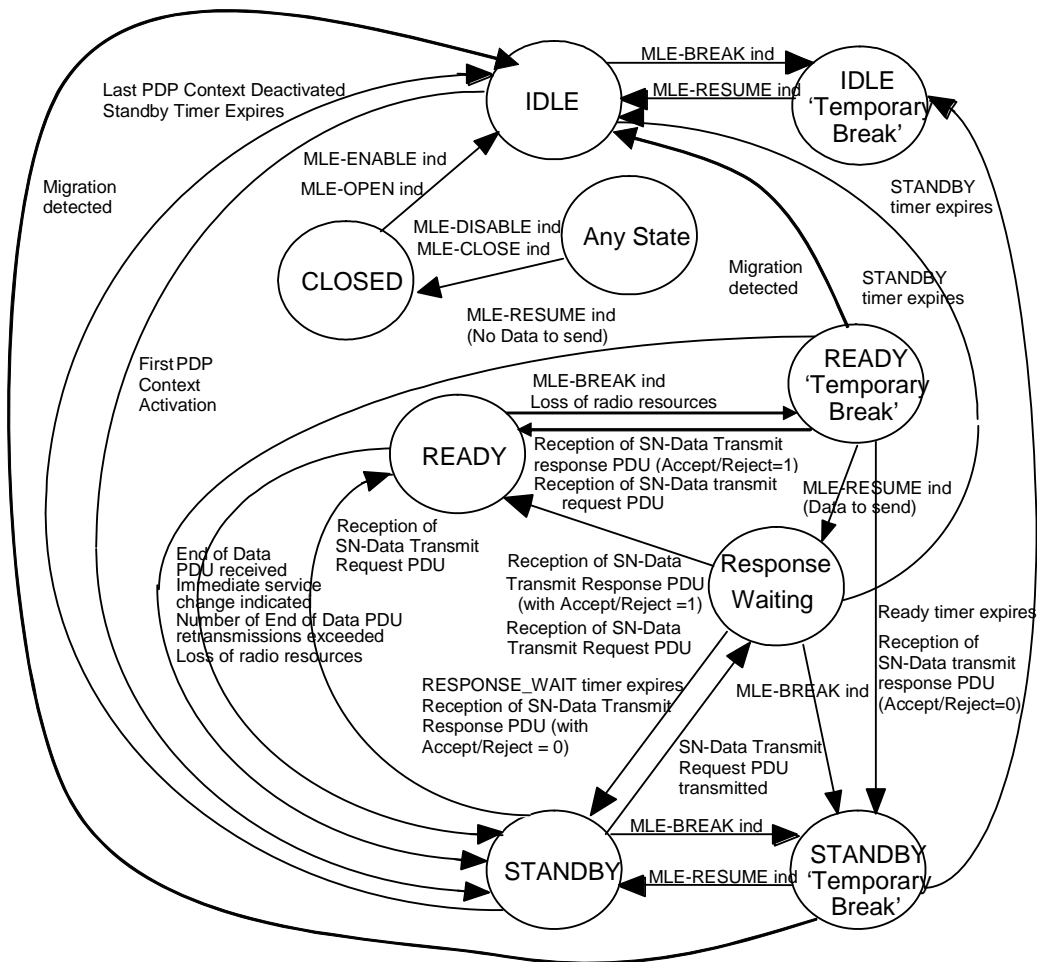 MLE-BREAK ind
IDLE
MLE-RESUME ind
IDLE
'Temporary
Break'
Last PDP Context Deactivated
Standby Timer Expires
MLE-ENABLE ind
MLE-OPEN ind
Migration
detected
STANDBY
timer expires
MLE-DISABLE ind
MLE-CLOSE ind
Any State
CLOSED
Migration
detected
STANDBY
timer expires
MLE-RESUME ind
(No Data to send)
First PDP
Context
Activation
READY
'Temporary
Break'
MLE-BREAK ind
Loss of radio resources
READY
Reception of SN-Data Transmit
response PDU (Accept/Reject=1)
Reception of SN-Data transmit
request PDU
MLE-RESUME ind
(Data to send)
Reception of
SN-Data Transmit
Request PDU
Response
Waiting
Reception of SN-Data
Transmit Response PDU
(with Accept/Reject =1)
Reception of SN-Data
Transmit Request PDU
End of Data
PDU received
Immediate service
change indicated
Number of End of Data PDU
retransmissions exceeded
Loss of radio resources
Ready timer expires
Reception of
SN-Data transmit
response PDU
(Accept/Reject=0)
RESPONSE_WAIT timer expires
Reception of SN-Data Transmit
Response PDU (with
Accept/Reject = 0)
MLE-BREAK ind
SN-Data Transmit
Request PDU
transmitted
MLE-BREAK ind
STANDBY
MLE-RESUME ind
STANDBY
'Temporary
Break'